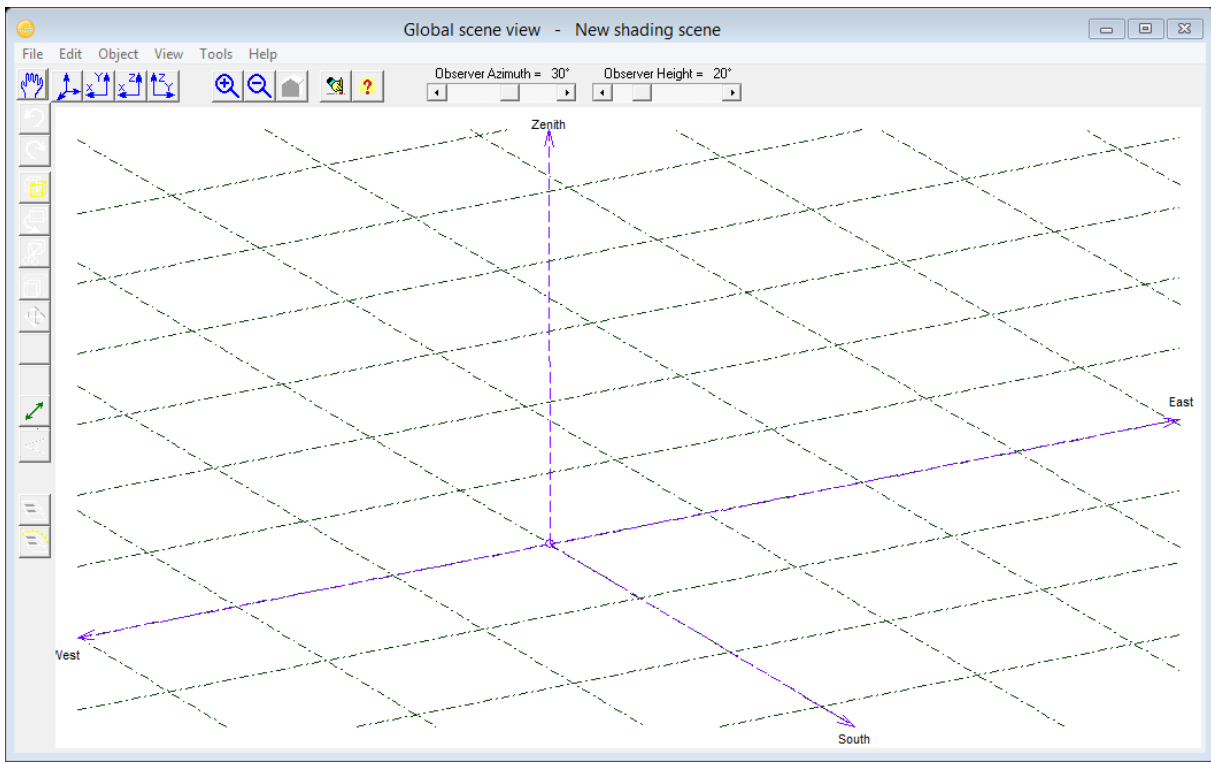 Global scene view - New shading scene
File Edit Object View Tools Help
X Y X Z Z Y ? Observer Azimuth = 30° Observer Height = 20°
Zenith
East
West
South